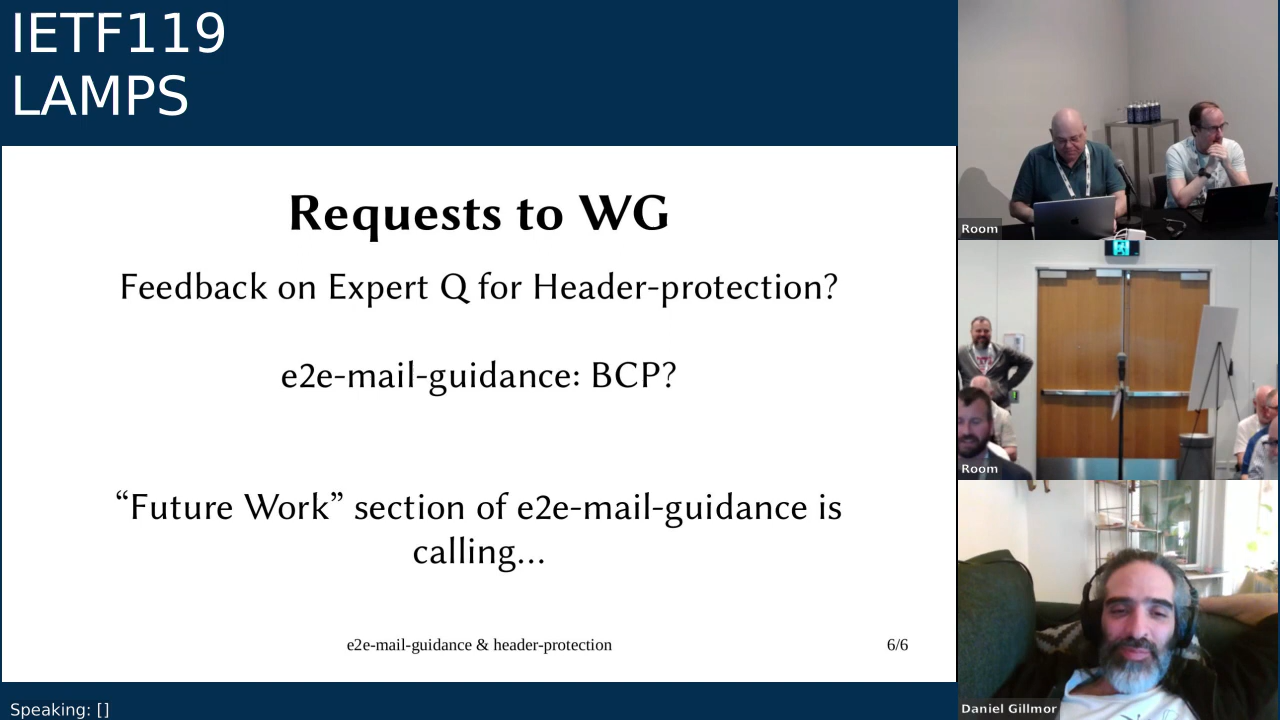 IETF119
LAMPS
Requests to WG
Feedback on Expert Q for Header-protection?
e2e-mail-guidance: BCP?
“Future Work” section of e2e-mail-guidance is
calling…
e2e-mail-guidance & header-protection
6/6
Speaking: []
Room
Room
Daniel Gillmor